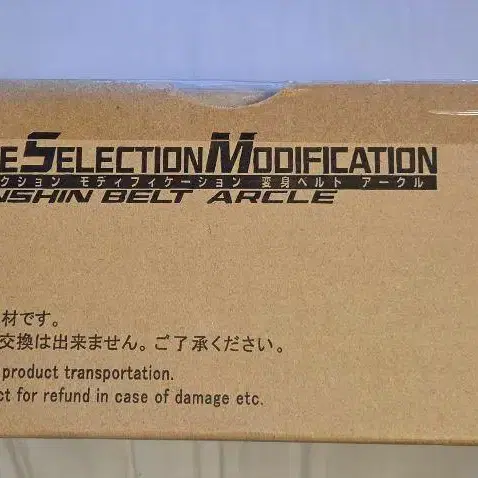 E SELECTION MODIFICATION
クション モディフィケーション 変身ベルト アークル
NSHIN BELT ARCLE
材です。
交換は出来ません。ご了承ください。
product transportation.
ct for refund in case of damage etc.